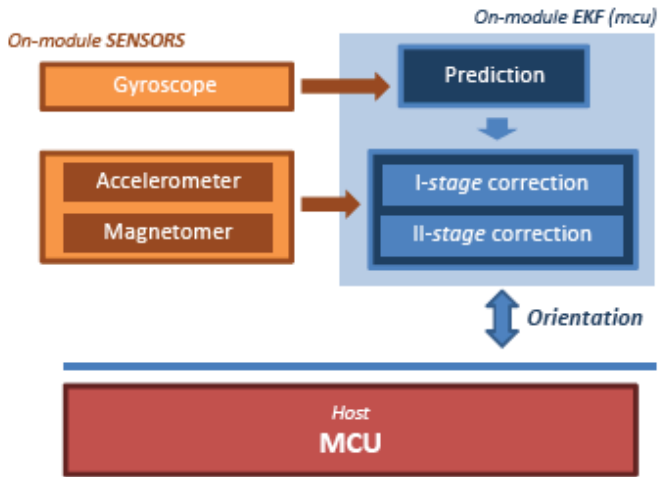 On-module EKF (mcu)
On-module SENSORS
Gyroscope
Prediction
Accelerometer
Magnetomer
I-stage correction
II-stage correction
Orientation
Host
MCU